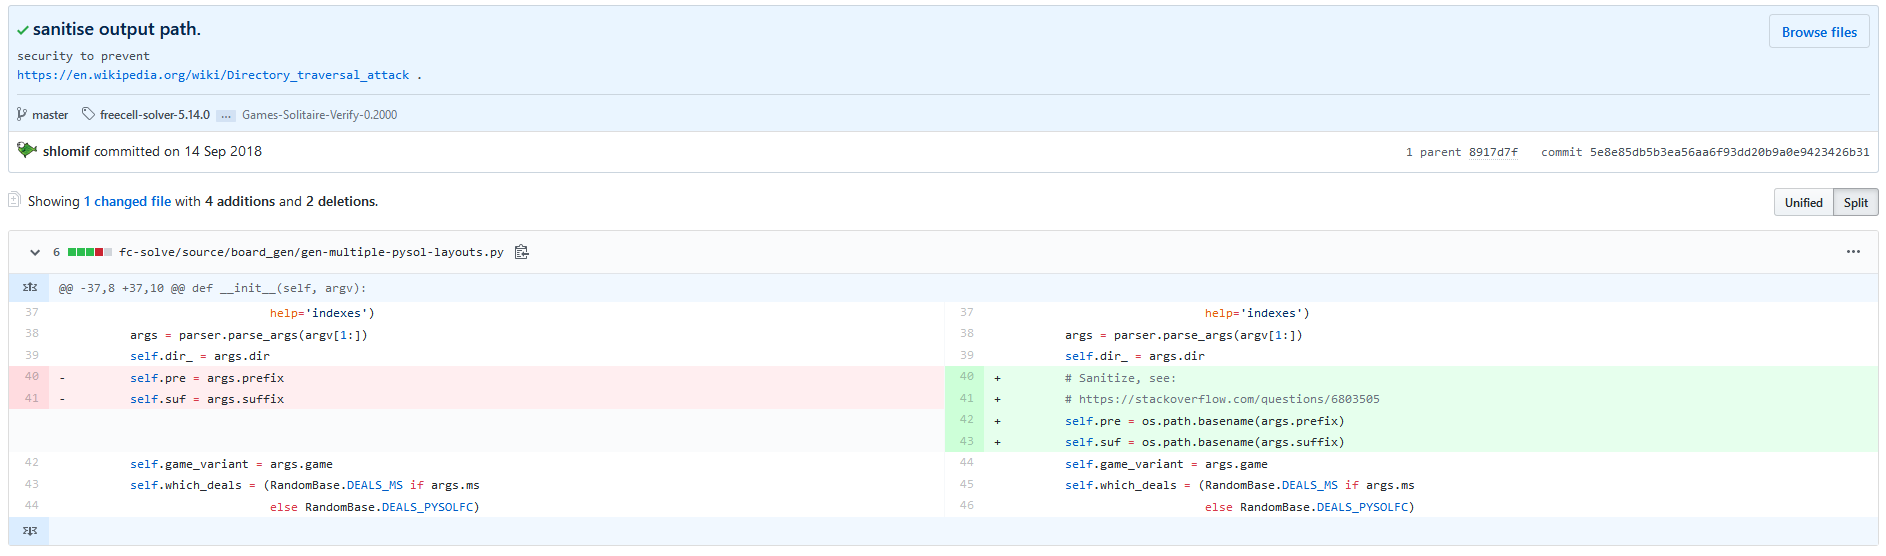 sanitise output path.
Browse files
security to prevent
https://en.wikipedia.org/wiki/Directory_traversal_attack .
master freecell-solver-5.14.0 ... Games-Solitaire-Verify-0.2000
shlomif committed on 14 Sep 2018 1 parent 8917d7f commit 5e8e85db5b3ea56aa6f93dd20b9a0e9423426b31
Showing 1 changed file with 4 additions and 2 deletions. Unified Split
6 fc-solve/source/board_gen/gen-multiple-pysol-layouts.py ...
@@ -37,8 +37,10 @@ def __init__(self, argv):
37 help='indexes') 37 help='indexes')
38 args = parser.parse_args(argv[1:]) 38 args = parser.parse_args(argv[1:])
39 self.dir_ = args.dir 39 self.dir_ = args.dir
40 - self.pre = args.prefix 40 + # Sanitize, see:
41 - self.suf = args.suffix 41 + # https://stackoverflow.com/questions/6803505
42 + self.pre = os.path.basename(args.prefix)
43 + self.suf = os.path.basename(args.suffix)
42 self.game_variant = args.game 44 self.game_variant = args.game
43 self.which_deals = (RandomBase.DEALS_MS if args.ms 45 self.which_deals = (RandomBase.DEALS_MS if args.ms
44 else RandomBase.DEALS_PYSOLFC) 46 else RandomBase.DEALS_PYSOLFC)